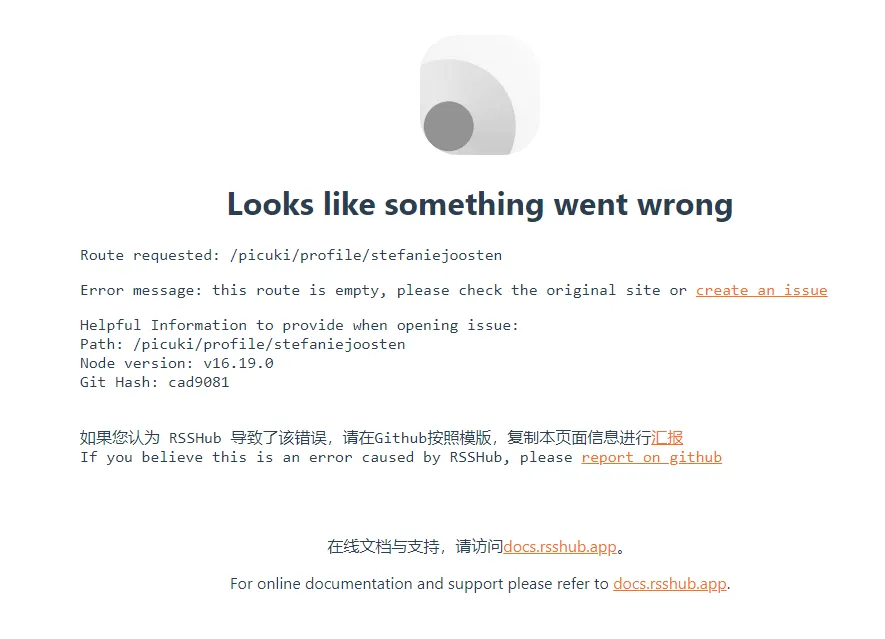 Looks like something went wrong
Route requested: /picuki/profile/stefaniejoosten
Error message: this route is empty, please check the original site or create an issue
Helpful Information to provide when opening issue:
Path: /picuki/profile/stefaniejoosten
Node version: v16.19.0
Git Hash: cad9081
如果您认为 RSSHub 导致了该错误，请在Github按照模版，复制本页面信息进行汇报
If you believe this is an error caused by RSSHub, please report on github
在线文档与支持，请访问docs.rsshub.app。
For online documentation and support please refer to docs.rsshub.app.